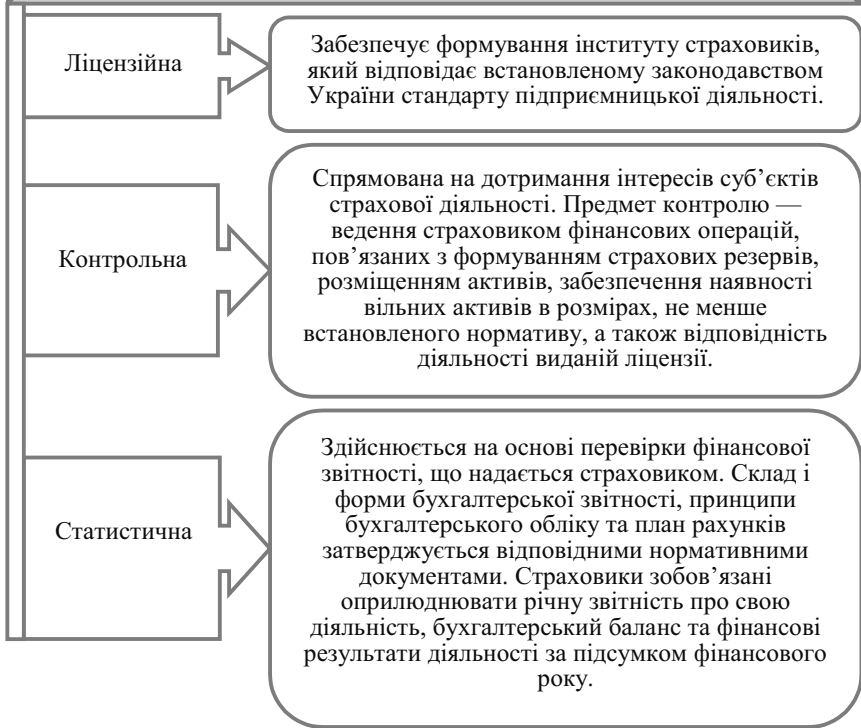 Ліцензійна
Забезпечує формування інституту страховиків,
який відповідає встановленому законодавством
України стандарту підприємницької діяльності.
Контрольна
Спрямована на дотримання інтересів суб’єктів
страхової діяльності. Предмет контролю —
ведення страховиком фінансових операцій,
пов’язаних з формуванням страхових резервів,
розміщенням активів, забезпечення наявності
вільних активів в розмірах, не менше
встановленого нормативу, а також відповідність
діяльності виданій ліцензії.
Статистична
Здійснюється на основі перевірки фінансової
звітності, що надається страховиком. Склад і
форми бухгалтерської звітності, принципи
бухгалтерського обліку та план рахунків
затверджується відповідними нормативними
документами. Страховики зобов’язані
оприлюднювати річну звітність про свою
діяльність, бухгалтерський баланс та фінансові
результати діяльності за підсумком фінансового
року.